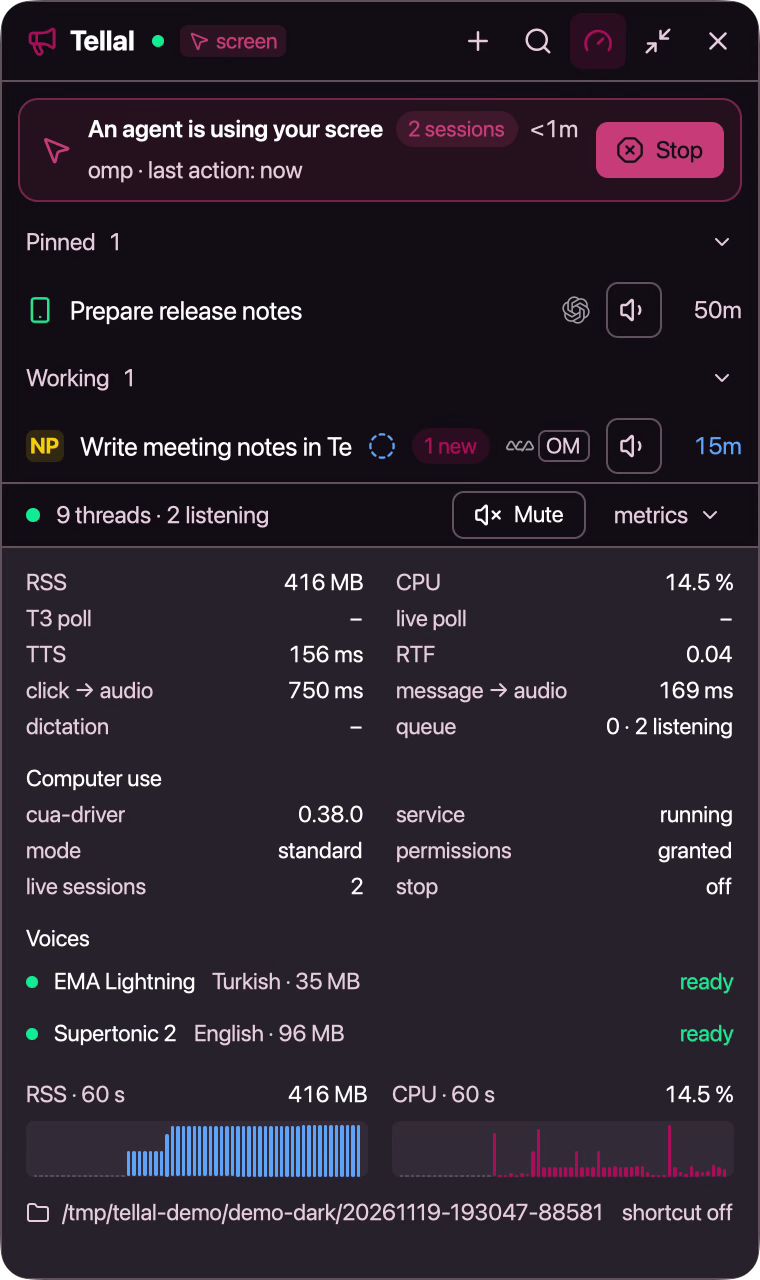 Tellal screen
An agent is using your scree 2 sessions <1m
omp · last action: now
Stop
Pinned 1
Prepare release notes 50m
Working 1
NP Write meeting notes in Te 1 new OM 15m
9 threads · 2 listening Mute metrics
RSS 416 MB CPU 14.5 %
T3 poll – live poll –
TTS 156 ms RTF 0.04
click → audio 750 ms message → audio 169 ms
dictation – queue 0 · 2 listening
Computer use
cua-driver 0.38.0 service running
mode standard permissions granted
live sessions 2 stop off
Voices
EMA Lightning Turkish · 35 MB ready
Supertonic 2 English · 96 MB ready
RSS · 60 s 416 MB CPU · 60 s 14.5 %
/tmp/tellal-demo/demo-dark/20261119-193047-88581 shortcut off